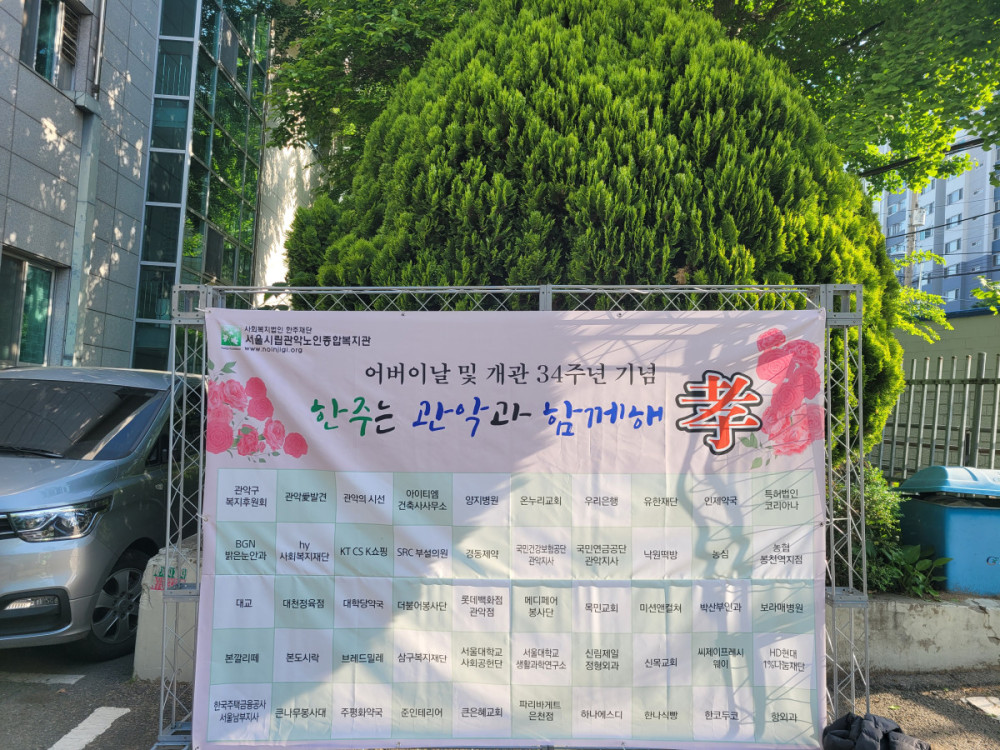 사회복지법인 한주재단
서울시립관악노인종합복지관
www.noinjigi.org
어버이날 및 개관 34주년 기념
한주는 관악과 함께해 孝
관악구 복지후원회 관악愛발견 관악의 시선 아이티엠 건축사사무소 양지병원 온누리교회 우리은행 유한재단 인제약국 특허법인 코리아나
BGN 밝은눈안과 hy 사회복지재단 KT CS K쇼핑 SRC 부설의원 경동제약 국민건강보험공단 관악지사 국민연금공단 관악지사 낙원떡방 농심 농협 봉천역지점
대교 대천정육점 대학당약국 더불어봉사단 롯데백화점 관악점 메디페어 봉사단 목민교회 미션앤컬쳐 박산부인과 보라매병원
본깔리떼 본도시락 브레드밀레 삼구복지재단 서울대학교 사회공헌단 서울대학교 생활과학연구소 신림제일 정형외과 신목교회 씨제이프레시웨이 HD현대 1%나눔재단
한국주택금융공사 서울남부지사 큰나무봉사대 주평화약국 준인테리어 큰은혜교회 파리바게트 은천점 하나에스디 한나식빵 한코두코 항외과